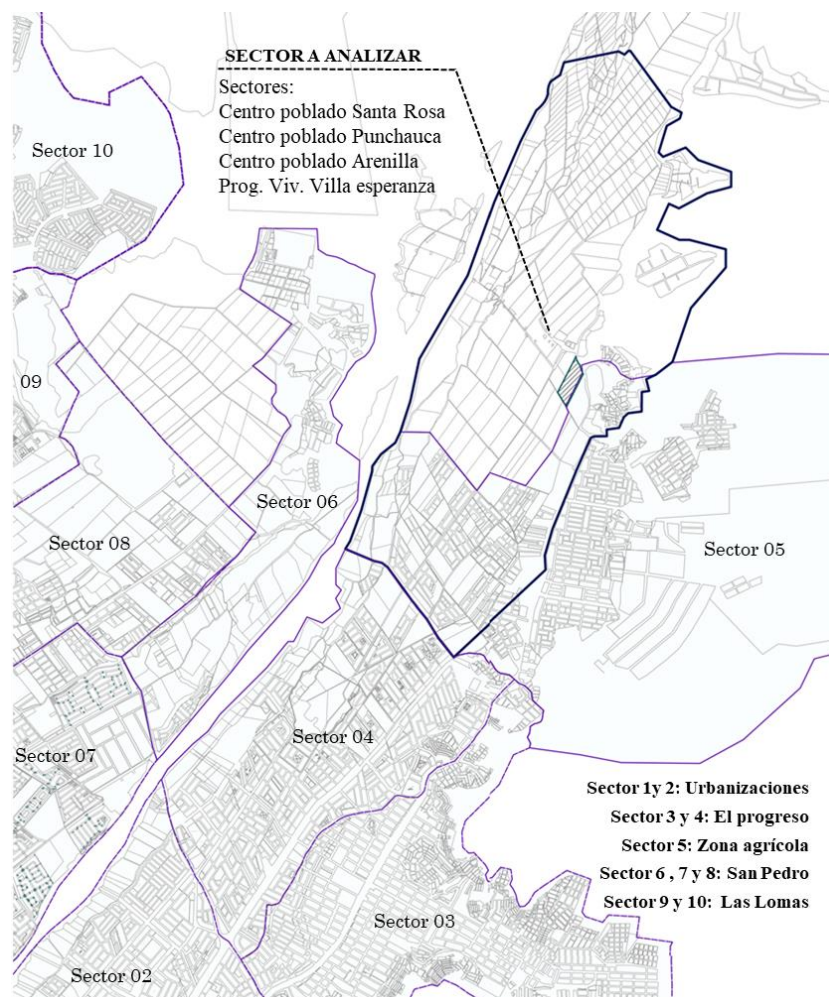 SECTOR A ANALIZAR
Sectores:
Centro poblado Santa Rosa
Centro poblado Punchauca
Centro poblado Arenilla
Prog. Viv. Villa esperanza
Sector 10
09
Sector 06
Sector 08
Sector 05
Sector 04
Sector 07
Sector 1y 2: Urbanizaciones
Sector 3 y 4: El progreso
Sector 5: Zona agrícola
Sector 6 , 7 y 8: San Pedro
Sector 9 y 10: Las Lomas
Sector 03
Sector 02